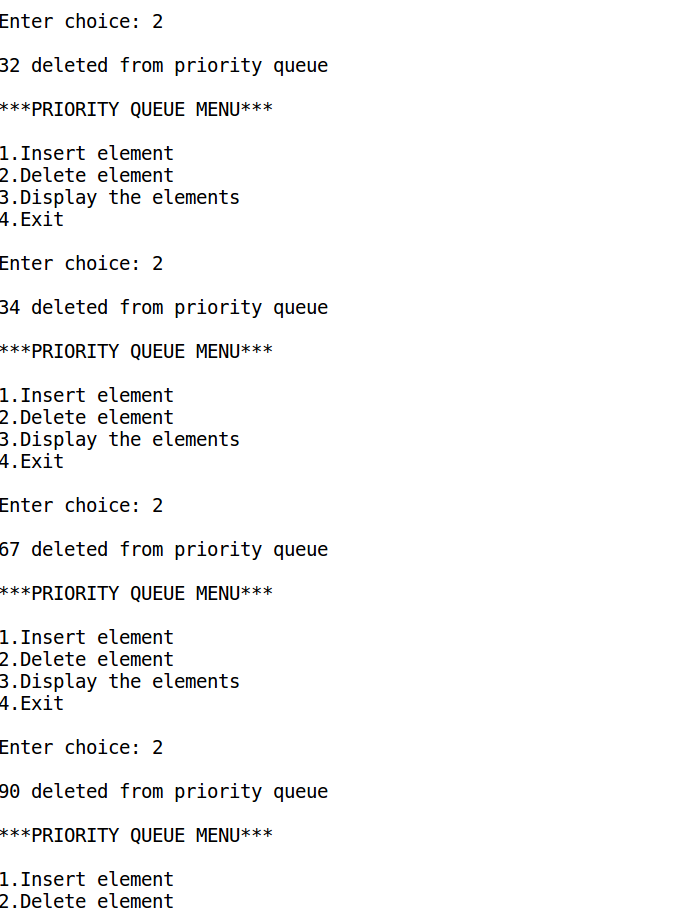 Enter choice: 2
32 deleted from priority queue
***PRIORITY QUEUE MENU***
1.Insert element
2.Delete element
3.Display the elements
4.Exit
Enter choice: 2
34 deleted from priority queue
***PRIORITY QUEUE MENU***
1.Insert element
2.Delete element
3.Display the elements
4.Exit
Enter choice: 2
67 deleted from priority queue
***PRIORITY QUEUE MENU***
1.Insert element
2.Delete element
3.Display the elements
4.Exit
Enter choice: 2
90 deleted from priority queue
***PRIORITY QUEUE MENU***
1.Insert element
2.Delete element